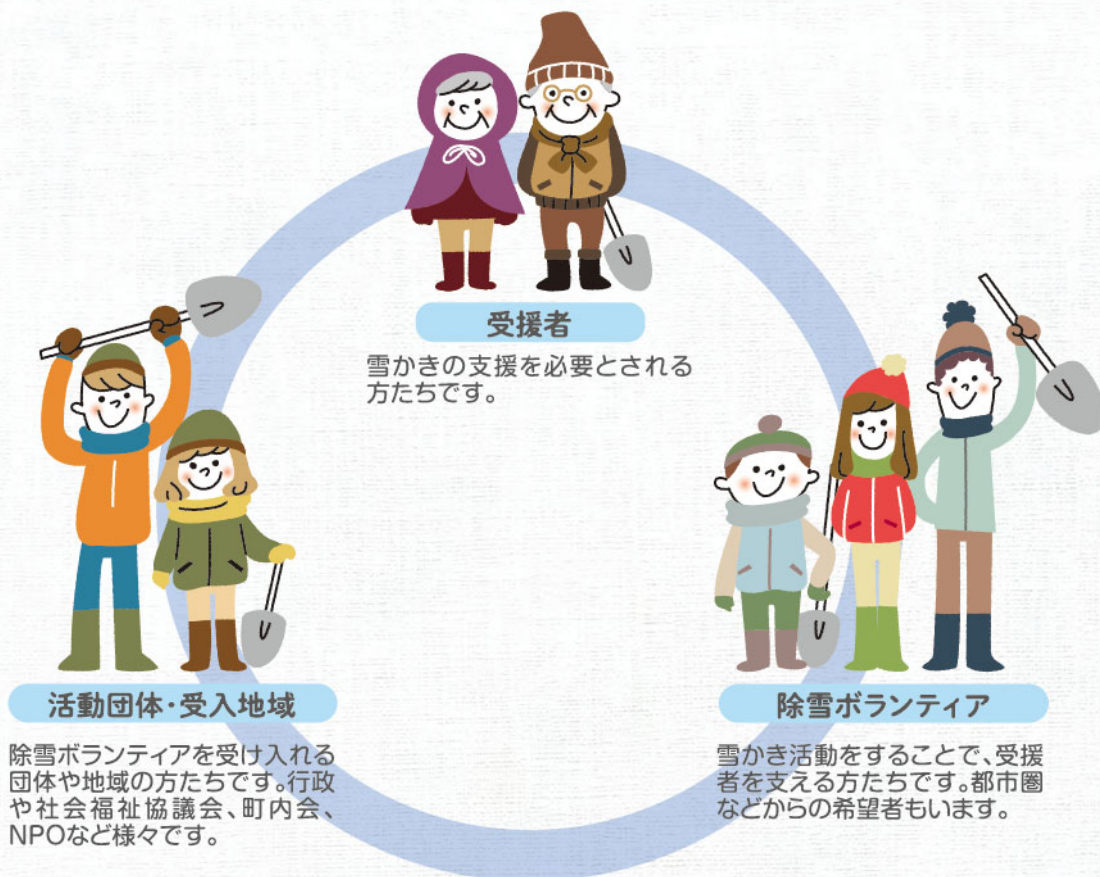 受援者
雪かきの支援を必要とされる
方たちです。
活動団体・受入地域
除雪ボランティアを受け入れる
団体や地域の方たちです。行政
や社会福祉協議会、町内会、
NPOなど様々です。
除雪ボランティア
雪かき活動をすることで、受援
者を支える方たちです。都市圏
などからの希望者もいます。